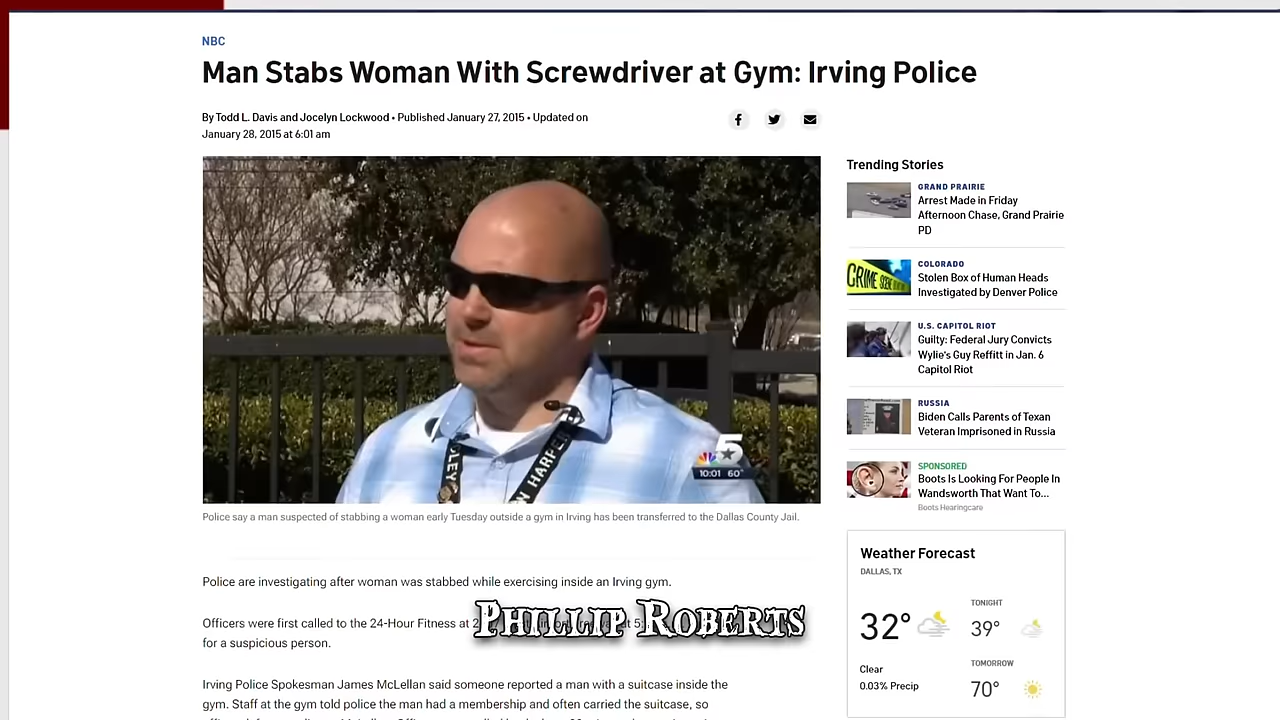 NBC
Man Stabs Woman With Screwdriver at Gym: Irving Police
By Todd L. Davis and Jocelyn Lockwood • Published January 27, 2015 • Updated on
January 28, 2015 at 6:01 am
5
10:01 60°
Police say a man suspected of stabbing a woman early Tuesday outside a gym in Irving has been transferred to the Dallas County Jail.
Police are investigating after woman was stabbed while exercising inside an Irving gym.
Officers were first called to the 24-Hour Fitness at
for a suspicious person.
Phillip Roberts
Irving Police Spokesman James McLellan said someone reported a man with a suitcase inside the
gym. Staff at the gym told police the man had a membership and often carried the suitcase, so
Trending Stories
GRAND PRAIRIE
Arrest Made in Friday
Afternoon Chase, Grand Prairie
PD
COLORADO
Stolen Box of Human Heads
Investigated by Denver Police
CRIME
U.S. CAPITOL RIOT
Guilty: Federal Jury Convicts
Wylie's Guy Reffitt in Jan. 6
Capitol Riot
RUSSIA
Biden Calls Parents of Texan
Veteran Imprisoned in Russia
SPONSORED
Boots Is Looking For People In
Wandsworth That Want To...
Boots Hearingcare
Weather Forecast
DALLAS, TX
32°
Clear
0.03% Precip
TONIGHT
39°
TOMORROW
70°